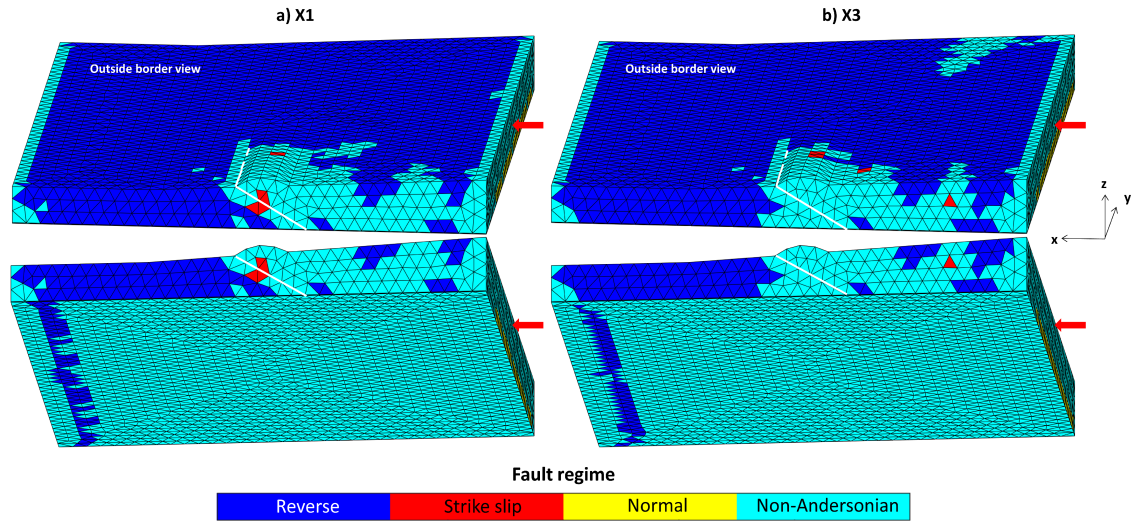 a) X1
b) X3
Outside border view
Outside border view
z
y
x
Fault regime
Reverse
Strike slip
Normal
Non-Andersonian